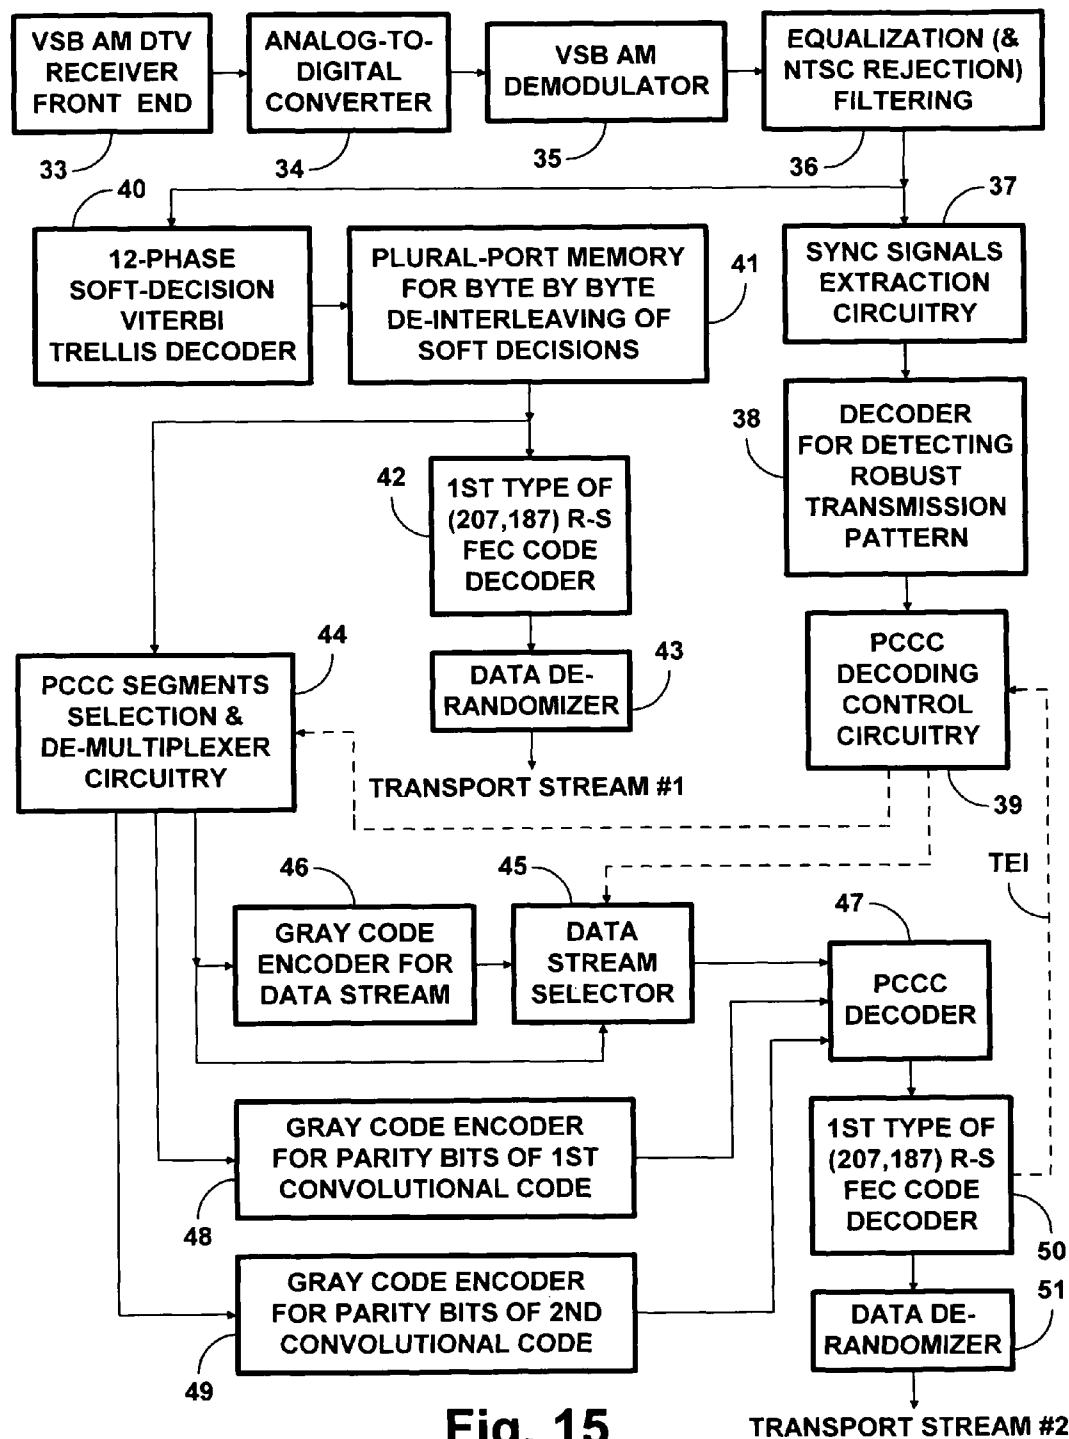 VSB AM DTV
RECEIVER
FRONT END
33
ANALOG-TO-
DIGITAL
CONVERTER
34
VSB AM
DEMODULATOR
35
EQUALIZATION (&
NTSC REJECTION)
FILTERING
36
37
40
12-PHASE
SOFT-DECISION
VITERBI
TRELLIS DECODER
PLURAL-PORT MEMORY
FOR BYTE BY BYTE
DE-INTERLEAVING OF
SOFT DECISIONS
41
SYNC SIGNALS
EXTRACTION
CIRCUITRY
38
DECODER
FOR DETECTING
ROBUST
TRANSMISSION
PATTERN
42
1ST TYPE OF
(207,187) R-S
FEC CODE
DECODER
44
PCCC SEGMENTS
SELECTION &
DE-MULTIPLEXER
CIRCUITRY
43
DATA DE-
RANDOMIZER
TRANSPORT STREAM #1
PCCC
DECODING
CONTROL
CIRCUITRY
39
TEI
46
GRAY CODE
ENCODER FOR
DATA STREAM
45
DATA
STREAM
SELECTOR
47
PCCC
DECODER
GRAY CODE ENCODER
FOR PARITY BITS OF 1ST
CONVOLUTIONAL CODE
48
1ST TYPE OF
(207,187) R-S
FEC CODE
DECODER
50
GRAY CODE ENCODER
FOR PARITY BITS OF 2ND
CONVOLUTIONAL CODE
49
51
DATA DE-
RANDOMIZER
TRANSPORT STREAM #2
Fig. 15